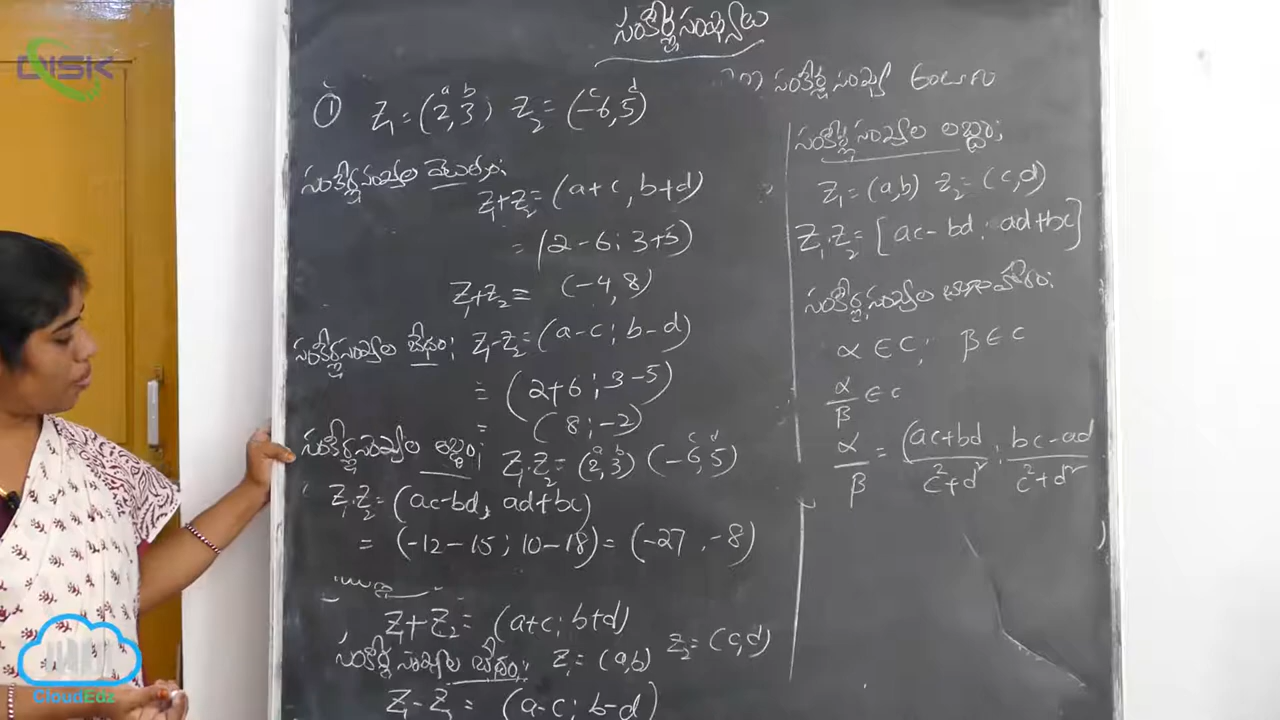 DISK
సంకీర్ణ సంఖ్యలు
① Z₁ = (2, 3) Z₂ = (-6, 5)
a b c d
సంకీర్ణ సంఖ్యల మొత్తం:
Z₁+Z₂ = (a+c, b+d)
= (2-6; 3+5)
Z₁+Z₂ = (-4, 8)
సంకీర్ణ సంఖ్యల భేదం; Z₁-Z₂ = (a-c; b-d)
= (2+6; 3-5)
= (8; -2)
సంకీర్ణ సంఖ్యల లబ్దం; Z₁.Z₂ = (2, 3) (-6, 5)
a b c d
Z₁.Z₂ = (ac-bd, ad+bc)
= (-12-15; 10-18) = (-27, -8)
Z₁+Z₂ = (a+c; b+d)
సంకీర్ణ సంఖ్యల భేదం: Z₁ = (a,b) Z₂ = (c,d)
Z₁-Z₂ = (a-c; b-d)
సంకీర్ణ సంఖ్య అంటారు
సంకీర్ణ సంఖ్యల లబ్దం;
Z₁ = (a,b) Z₂ = (c,d)
Z₁.Z₂ = [ac-bd, ad+bc]
సంకీర్ణ సంఖ్యల భాగాహారం:
α ∈ C; β ∈ C
α/β ∈ C
α/β = (ac+bd/c²+d², bc-ad/c²+d²)
CloudEdz